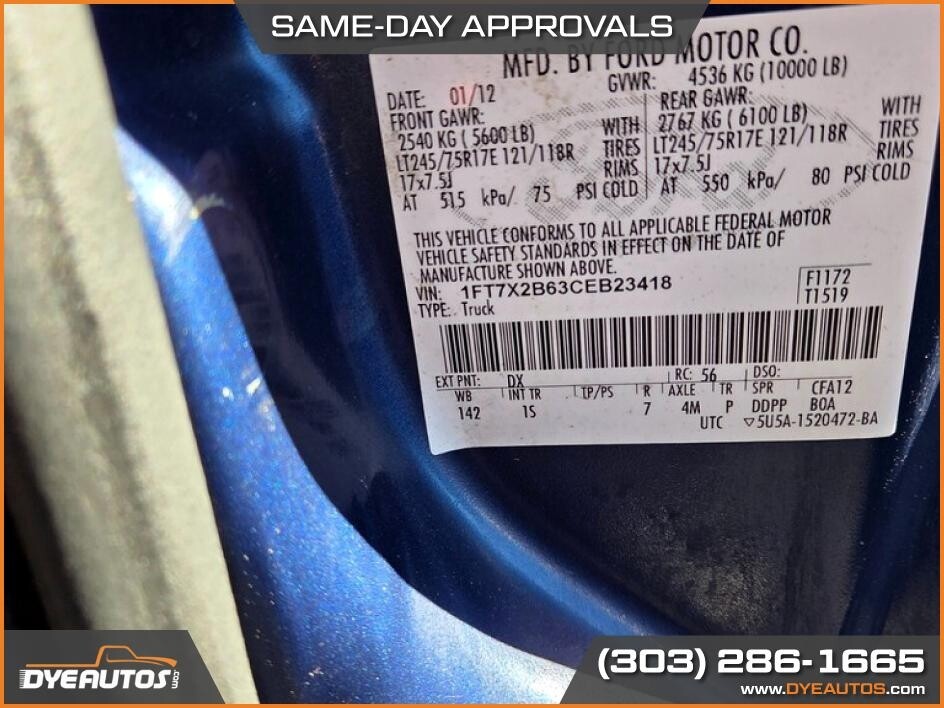 SAME-DAY APPROVALS
MFD. BY FORD MOTOR CO.
DATE: 01/12 GVWR: 4536 KG (10000 LB)
FRONT GAWR: REAR GAWR:
2540 KG ( 5600 LB) WITH 2767 KG ( 6100 LB) WITH
LT245/75R17E 121/118R TIRES LT245/75R17E 121/118R TIRES
17x7.5J RIMS 17x7.5J RIMS
AT 515 kPa/ 75 PSI COLD AT 550 kPa/ 80 PSI COLD
THIS VEHICLE CONFORMS TO ALL APPLICABLE FEDERAL MOTOR
VEHICLE SAFETY STANDARDS IN EFFECT ON THE DATE OF
MANUFACTURE SHOWN ABOVE.
VIN: 1FT7X2B63CEB23418 F1172
TYPE: Truck T1519
EXT PNT: DX RC: 56 DSO:
WB INT TR TP/PS R AXLE TR SPR CFA12
142 1S 7 4M P DDPP BOA
UTC ▽5U5A-1520472-BA
DYEAUTOS.com
(303) 286-1665
www.DYEAUTOS.com